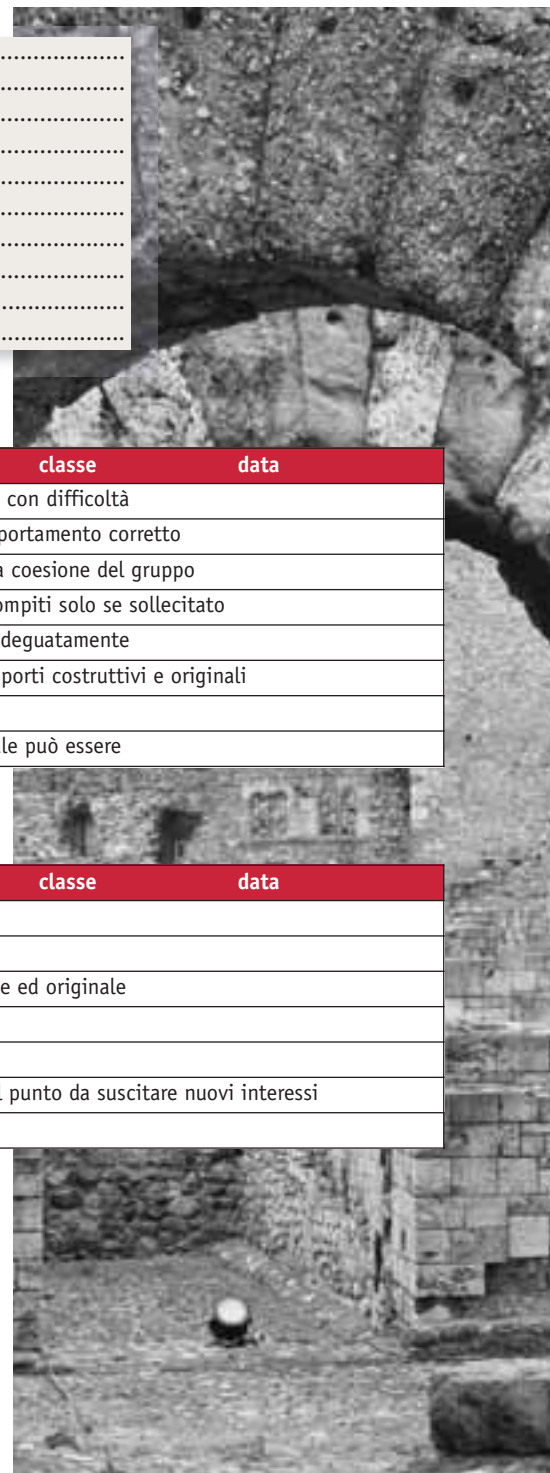 classe data
con difficoltà
portamento corretto
coesione del gruppo
ompiti solo se sollecitato
deguatamente
porti costruttivi e originali
può essere
classe data
e ed originale
punto da suscitare nuovi interessi